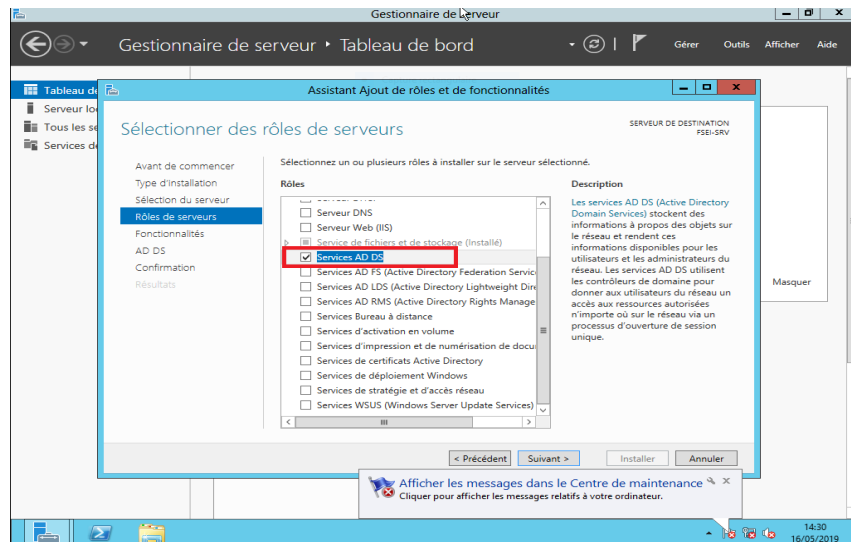 Gestionnaire de serveur
Gestionnaire de serveur ‣ Tableau de bord
Gérer
Outils
Afficher
Aide
Tableau de
Serveur lo
Tous les se
Services d
Assistant Ajout de rôles et de fonctionnalités
Sélectionner des rôles de serveurs
SERVEUR DE DESTINATION
FSEI-SRV
Avant de commencer
Type d'installation
Sélection du serveur
Rôles de serveurs
Fonctionnalités
AD DS
Confirmation
Résultats
Sélectionnez un ou plusieurs rôles à installer sur le serveur sélectionné.
Rôles
Serveur DNS
Serveur Web (IIS)
Service de fichiers et de stockage (Installé)
Services AD DS
Services AD FS (Active Directory Federation Service
Services AD LDS (Active Directory Lightweight Dire
Services AD RMS (Active Directory Rights Manage
Services Bureau à distance
Services d'activation en volume
Services d'impression et de numérisation de docu
Services de certificats Active Directory
Services de déploiement Windows
Services de stratégie et d'accès réseau
Services WSUS (Windows Server Update Services)
Description
Les services AD DS (Active Directory
Domain Services) stockent des
informations à propos des objets sur
le réseau et rendent ces
informations disponibles pour les
utilisateurs et les administrateurs du
réseau. Les services AD DS utilisent
les contrôleurs de domaine pour
donner aux utilisateurs du réseau un
accès aux ressources autorisées
n'importe où sur le réseau via un
processus d'ouverture de session
unique.
Masquer
< Précédent
Suivant >
Installer
Annuler
Afficher les messages dans le Centre de maintenance
Cliquer pour afficher les messages relatifs à votre ordinateur.
14:30
16/05/2019